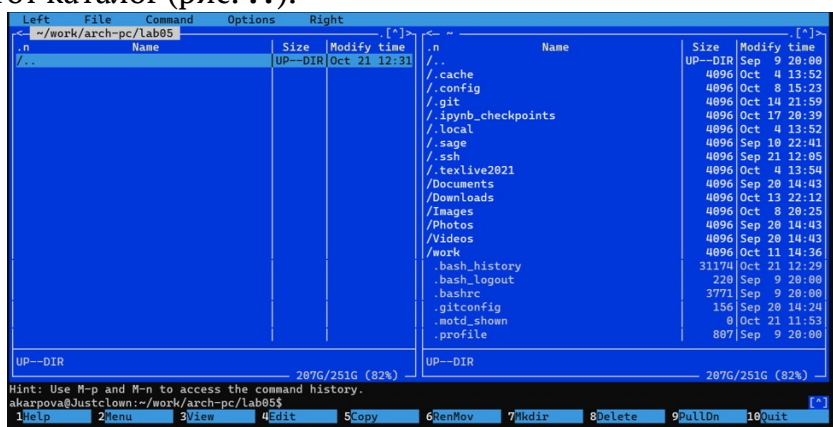 каталог (рис. ??).
Left File Command Options Right
<─ ~/work/arch-pc/lab05 ─.[^]> <─ ~ ─.[^]>
.n Name Size Modify time .n Name Size Modify time
/.. UP--DIR Oct 21 12:31 /.. UP--DIR Sep 9 20:00
/.cache 4096 Oct 4 13:52
/.config 4096 Oct 8 15:23
/.git 4096 Oct 14 21:59
/.ipynb_checkpoints 4096 Oct 17 20:39
/.local 4096 Oct 4 13:52
/.sage 4096 Sep 10 22:41
/.ssh 4096 Sep 21 12:05
/.texlive2021 4096 Oct 4 13:54
/Documents 4096 Sep 20 14:43
/Downloads 4096 Oct 13 22:12
/Images 4096 Oct 8 20:25
/Photos 4096 Sep 20 14:43
/Videos 4096 Sep 20 14:43
/work 4096 Oct 11 14:36
.bash_history 31174 Oct 21 12:29
.bash_logout 220 Sep 9 20:00
.bashrc 3771 Sep 9 20:00
.gitconfig 156 Sep 20 14:24
.motd_shown 0 Oct 21 11:53
.profile 807 Sep 9 20:00
UP--DIR UP--DIR
207G/251G (82%) 207G/251G (82%)
Hint: Use M-p and M-n to access the command history.
akarpova@Justclown:~/work/arch-pc/lab05$ [^]
1Help 2Menu 3View 4Edit 5Copy 6RenMov 7Mkdir 8Delete 9PullDn 10Quit